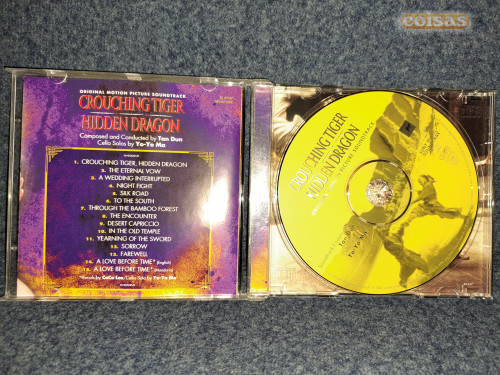 coisas
ORIGINAL MOTION PICTURE SOUNDTRACK
CROUCHING TIGER
HIDDEN DRAGON
Composed and Conducted by Tan Dun
Cello Solos by Yo-Yo Ma
1. CROUCHING TIGER, HIDDEN DRAGON
2. THE ETERNAL VOW
3. A WEDDING INTERRUPTED
4. NIGHT FIGHT
5. SILK ROAD
6. TO THE SOUTH
7. THROUGH THE BAMBOO FOREST
8. THE ENCOUNTER
9. DESERT CAPRICCIO
10. IN THE OLD TEMPLE
11. YEARNING OF THE SWORD
12. SORROW
13. FAREWELL
14. A LOVE BEFORE TIME* (English)
15. A LOVE BEFORE TIME* (Mandarin)
*Vocals by CoCo Lee/Cello Solo by Yo-Yo Ma
CROUCHING TIGER
HIDDEN DRAGON
ORIGINAL MOTION PICTURE SOUNDTRACK
Yo-Yo Ma